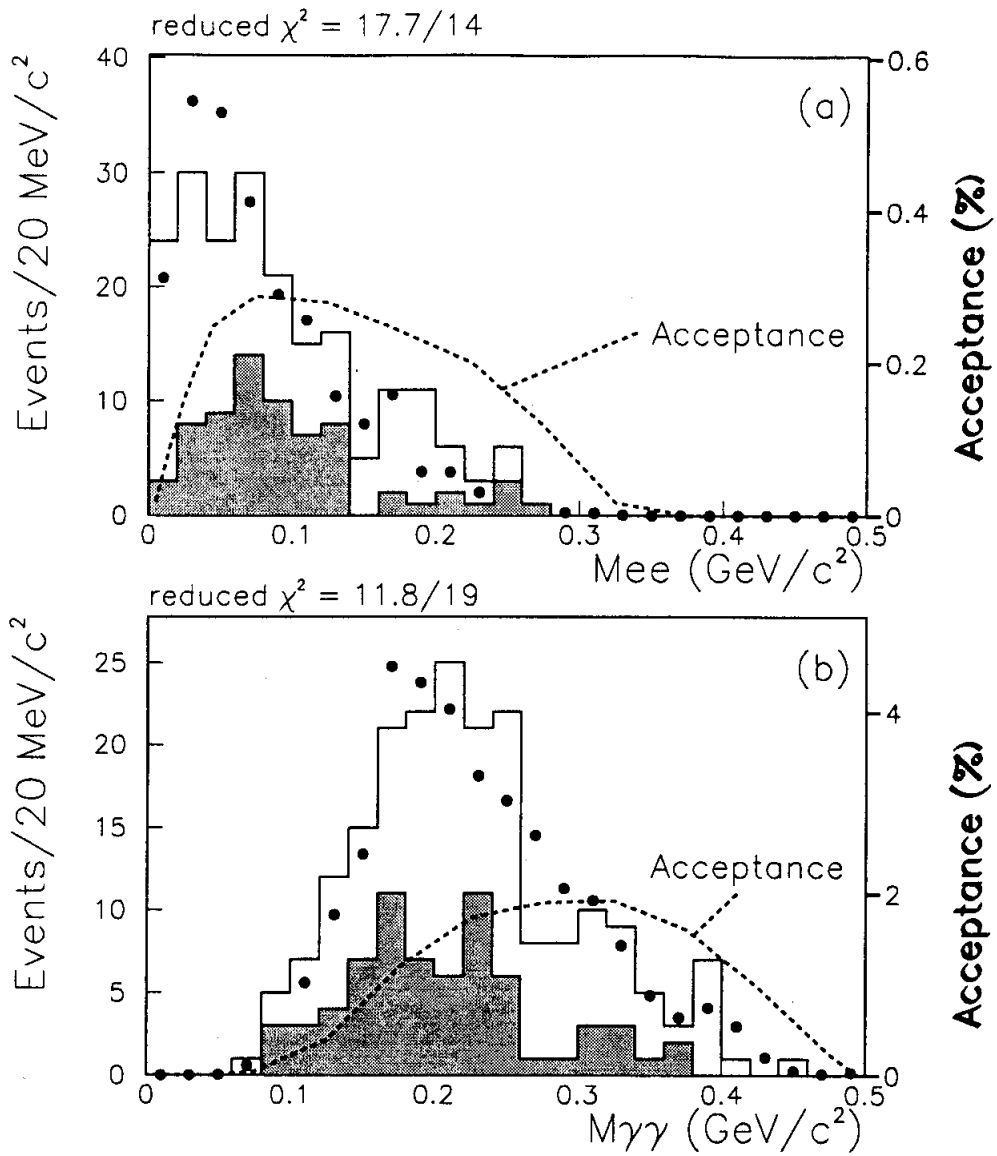 reduced χ² = 17.7/14
(a)
Events/20 MeV/c²
40
30
20
10
0
0.6
0.4
0.2
0
Acceptance (%)
Acceptance
0
0.1
0.2
0.3
0.4
0.5
Mee (GeV/c²)
reduced χ² = 11.8/19
(b)
Events/20 MeV/c²
25
20
15
10
5
0
4
2
0
Acceptance (%)
Acceptance
0
0.1
0.2
0.3
0.4
0.5
Mγγ (GeV/c²)